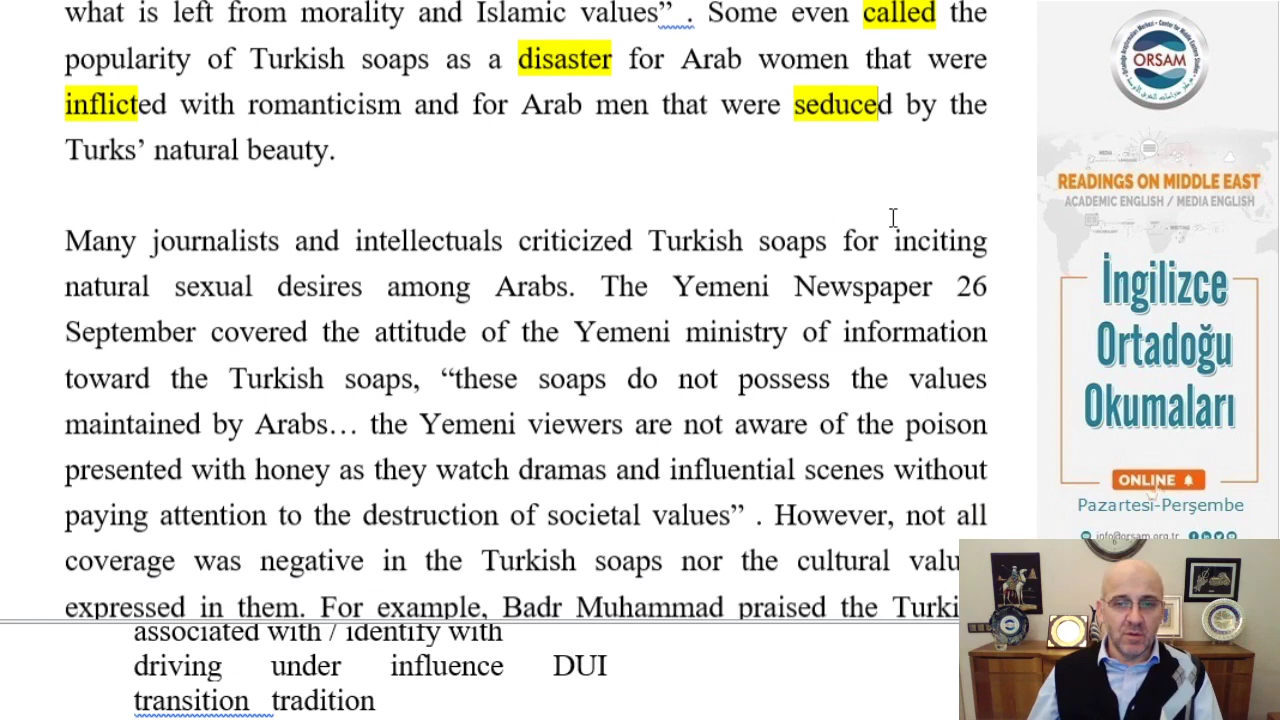 what is left from morality and Islamic values” . Some even called the
popularity of Turkish soaps as a disaster for Arab women that were
inflicted with romanticism and for Arab men that were seduced by the
Turks’ natural beauty.
Many journalists and intellectuals criticized Turkish soaps for inciting
natural sexual desires among Arabs. The Yemeni Newspaper 26
September covered the attitude of the Yemeni ministry of information
toward the Turkish soaps, “these soaps do not possess the values
maintained by Arabs… the Yemeni viewers are not aware of the poison
presented with honey as they watch dramas and influential scenes without
paying attention to the destruction of societal values” . However, not all
coverage was negative in the Turkish soaps nor the cultural valu
expressed in them. For example, Badr Muhammad praised the Turki
associated with / identify with
driving under influence DUI
transition tradition
ORSAM
READINGS ON MIDDLE EAST
ACADEMIC ENGLISH / MEDIA ENGLISH
İngilizce
Ortadoğu
Okumaları
ONLINE
Pazartesi-Perşembe
info@orsam.org.tr